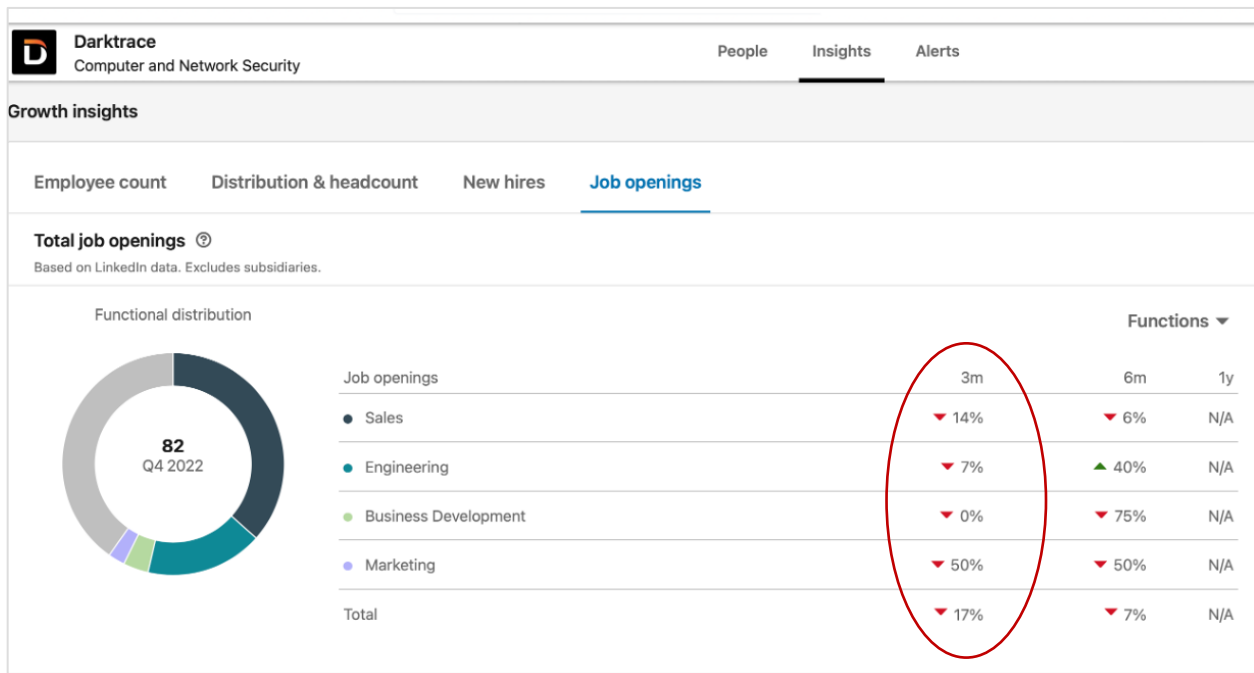 Darktrace
Computer and Network Security
People Insights Alerts
Growth insights
Employee count Distribution & headcount New hires Job openings
Total job openings ?
Based on LinkedIn data. Excludes subsidiaries.
Functional distribution
Functions
82
Q4 2022
Job openings 3m 6m 1y
Sales 14% 6% N/A
Engineering 7% 40% N/A
Business Development 0% 75% N/A
Marketing 50% 50% N/A
Total 17% 7% N/A